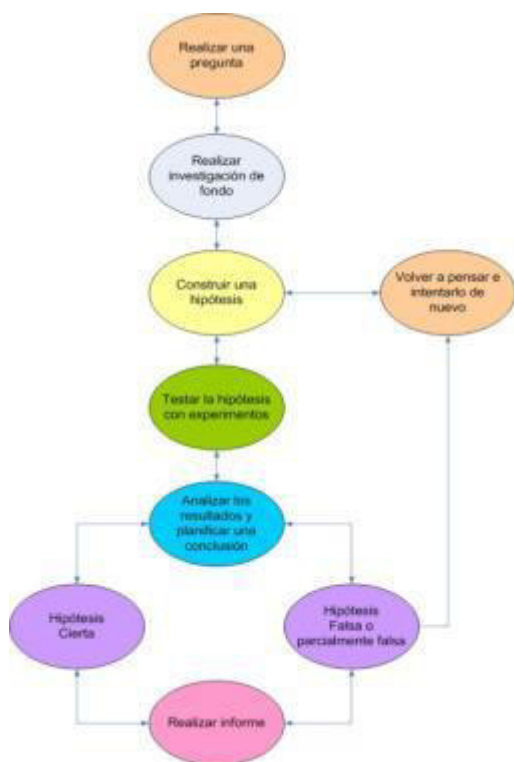 Realizar una
pregunta
Realizar
investigación de
fondo
Construir una
hipótesis
Volver a pensar e
intentarlo de
nuevo
Testar la hipótesis
con experimentos
Analizar los
resultados y
planificar una
conclusión
Hipótesis
Cierta
Hipótesis
Falsa o
parcialmente falsa
Realizar informe